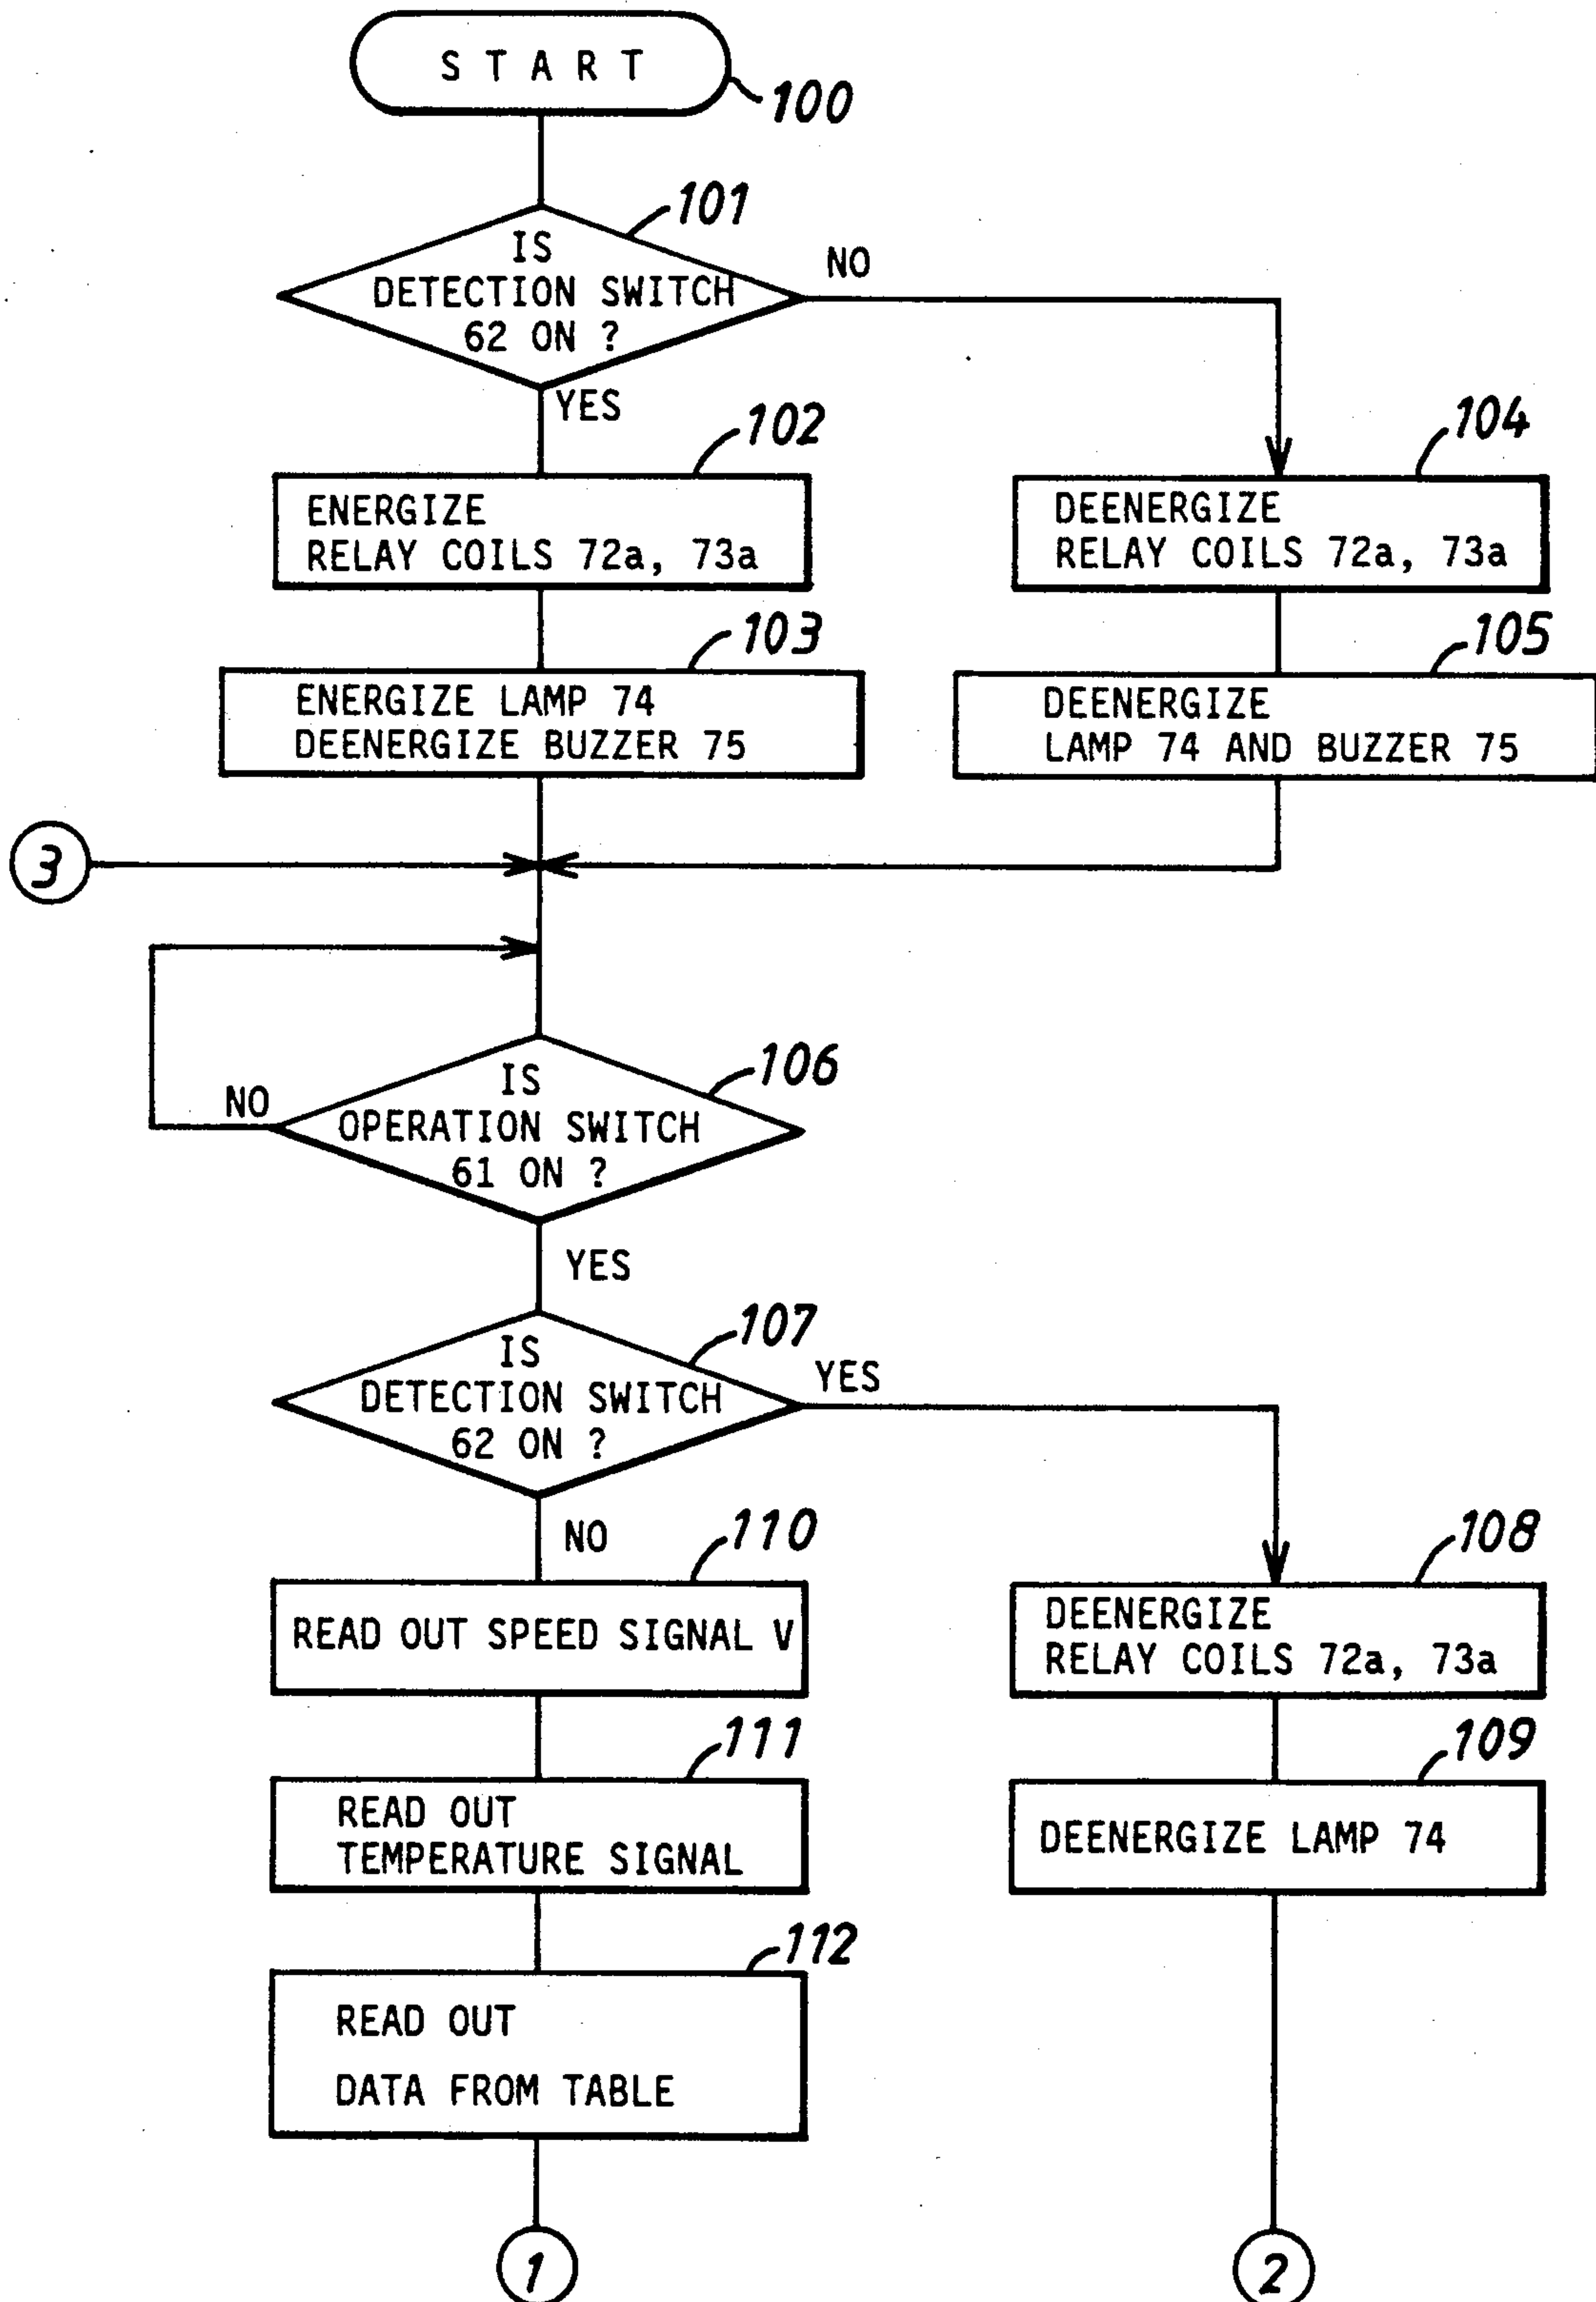 START
100
101
IS
DETECTION SWITCH
62 ON ?
NO
YES
102
ENERGIZE
RELAY COILS 72a, 73a
104
DEENERGIZE
RELAY COILS 72a, 73a
103
ENERGIZE LAMP 74
DEENERGIZE BUZZER 75
105
DEENERGIZE
LAMP 74 AND BUZZER 75
3
106
IS
OPERATION SWITCH
61 ON ?
NO
YES
107
IS
DETECTION SWITCH
62 ON ?
YES
NO
110
READ OUT SPEED SIGNAL V
108
DEENERGIZE
RELAY COILS 72a, 73a
111
READ OUT
TEMPERATURE SIGNAL
109
DEENERGIZE LAMP 74
112
READ OUT
DATA FROM TABLE
1
2